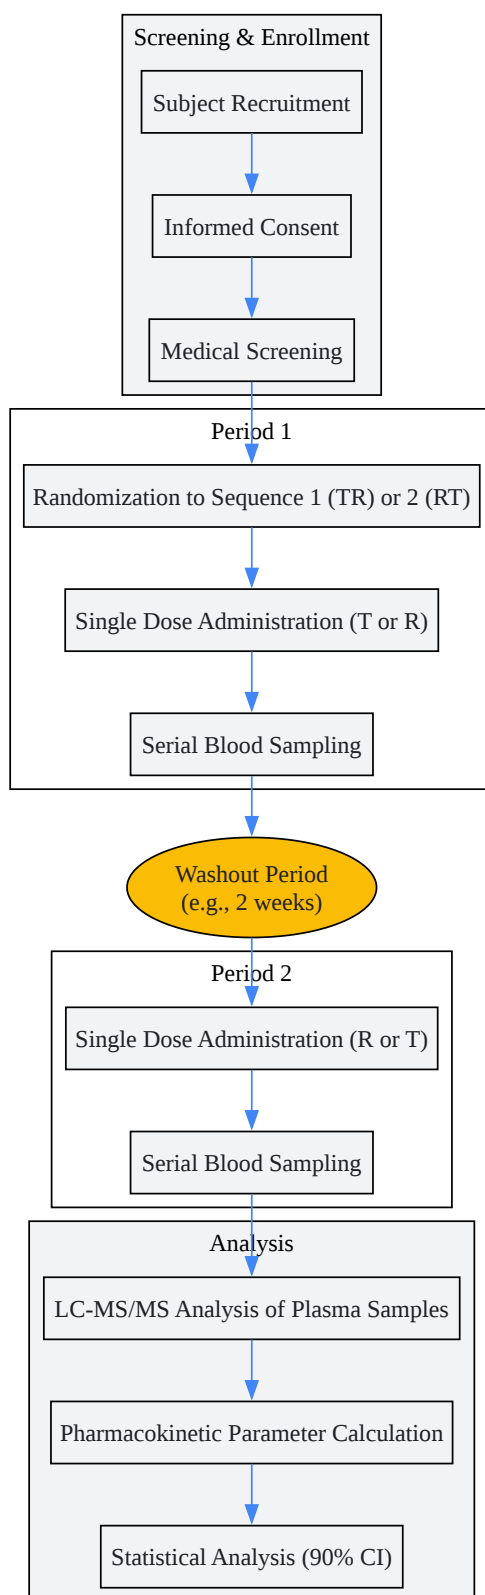 Screening & Enrollment
Subject Recruitment
Informed Consent
Medical Screening
Period 1
Randomization to Sequence 1 (TR) or 2 (RT)
Single Dose Administration (T or R)
Serial Blood Sampling
Washout Period
(e.g., 2 weeks)
Period 2
Single Dose Administration (R or T)
Serial Blood Sampling
Analysis
LC-MS/MS Analysis of Plasma Samples
Pharmacokinetic Parameter Calculation
Statistical Analysis (90% CI)